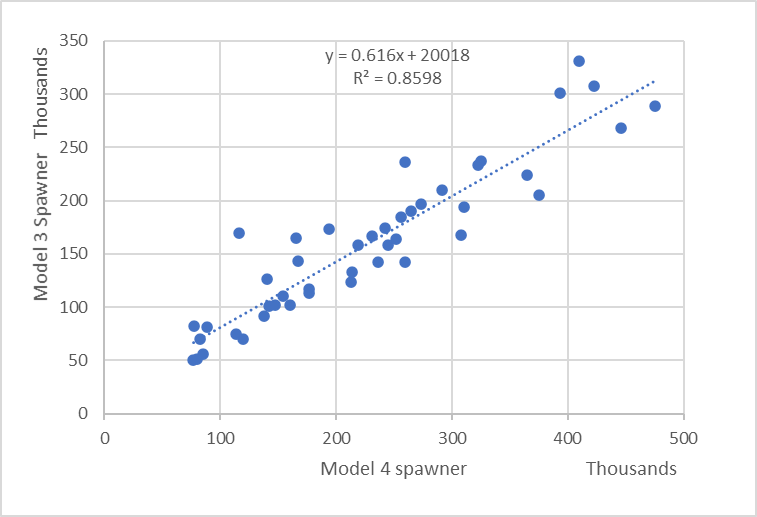 y = 0.616x + 20018
R² = 0.8598
350
300
250
200
150
100
50
0
Model 3 Spawner Thousands
0 100 200 300 400 500
Model 4 spawner Thousands